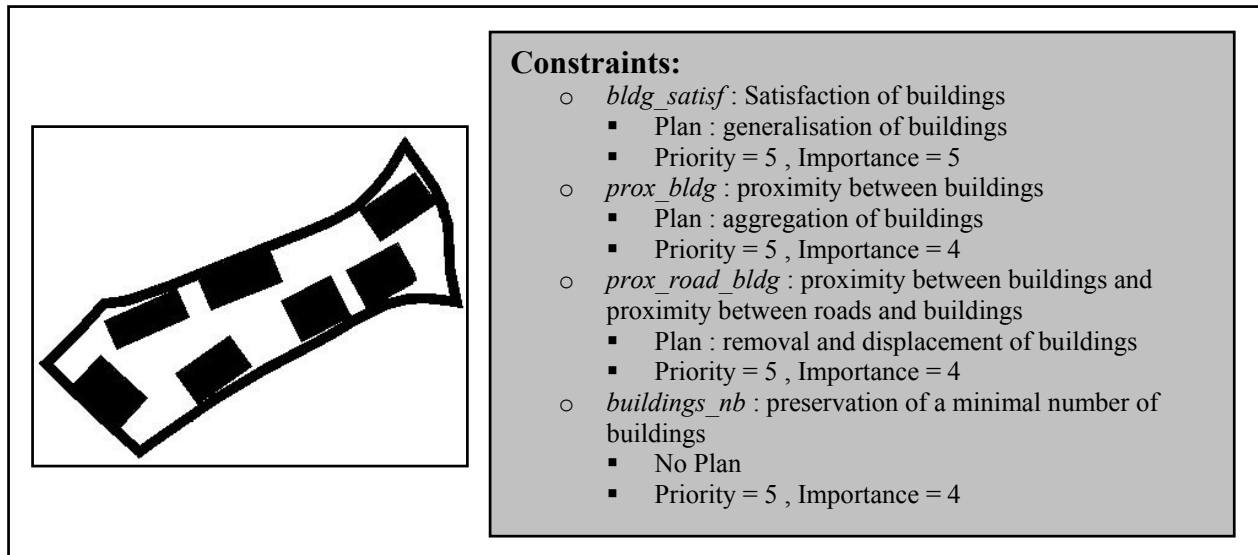 Constraints:
o bldg_satisf : Satisfaction of buildings
▪ Plan : generalisation of buildings
▪ Priority = 5 , Importance = 5
o prox_bldg : proximity between buildings
▪ Plan : aggregation of buildings
▪ Priority = 5 , Importance = 4
o prox_road_bldg : proximity between buildings and
proximity between roads and buildings
▪ Plan : removal and displacement of buildings
▪ Priority = 5 , Importance = 4
o buildings_nb : preservation of a minimal number of
buildings
▪ No Plan
▪ Priority = 5 , Importance = 4